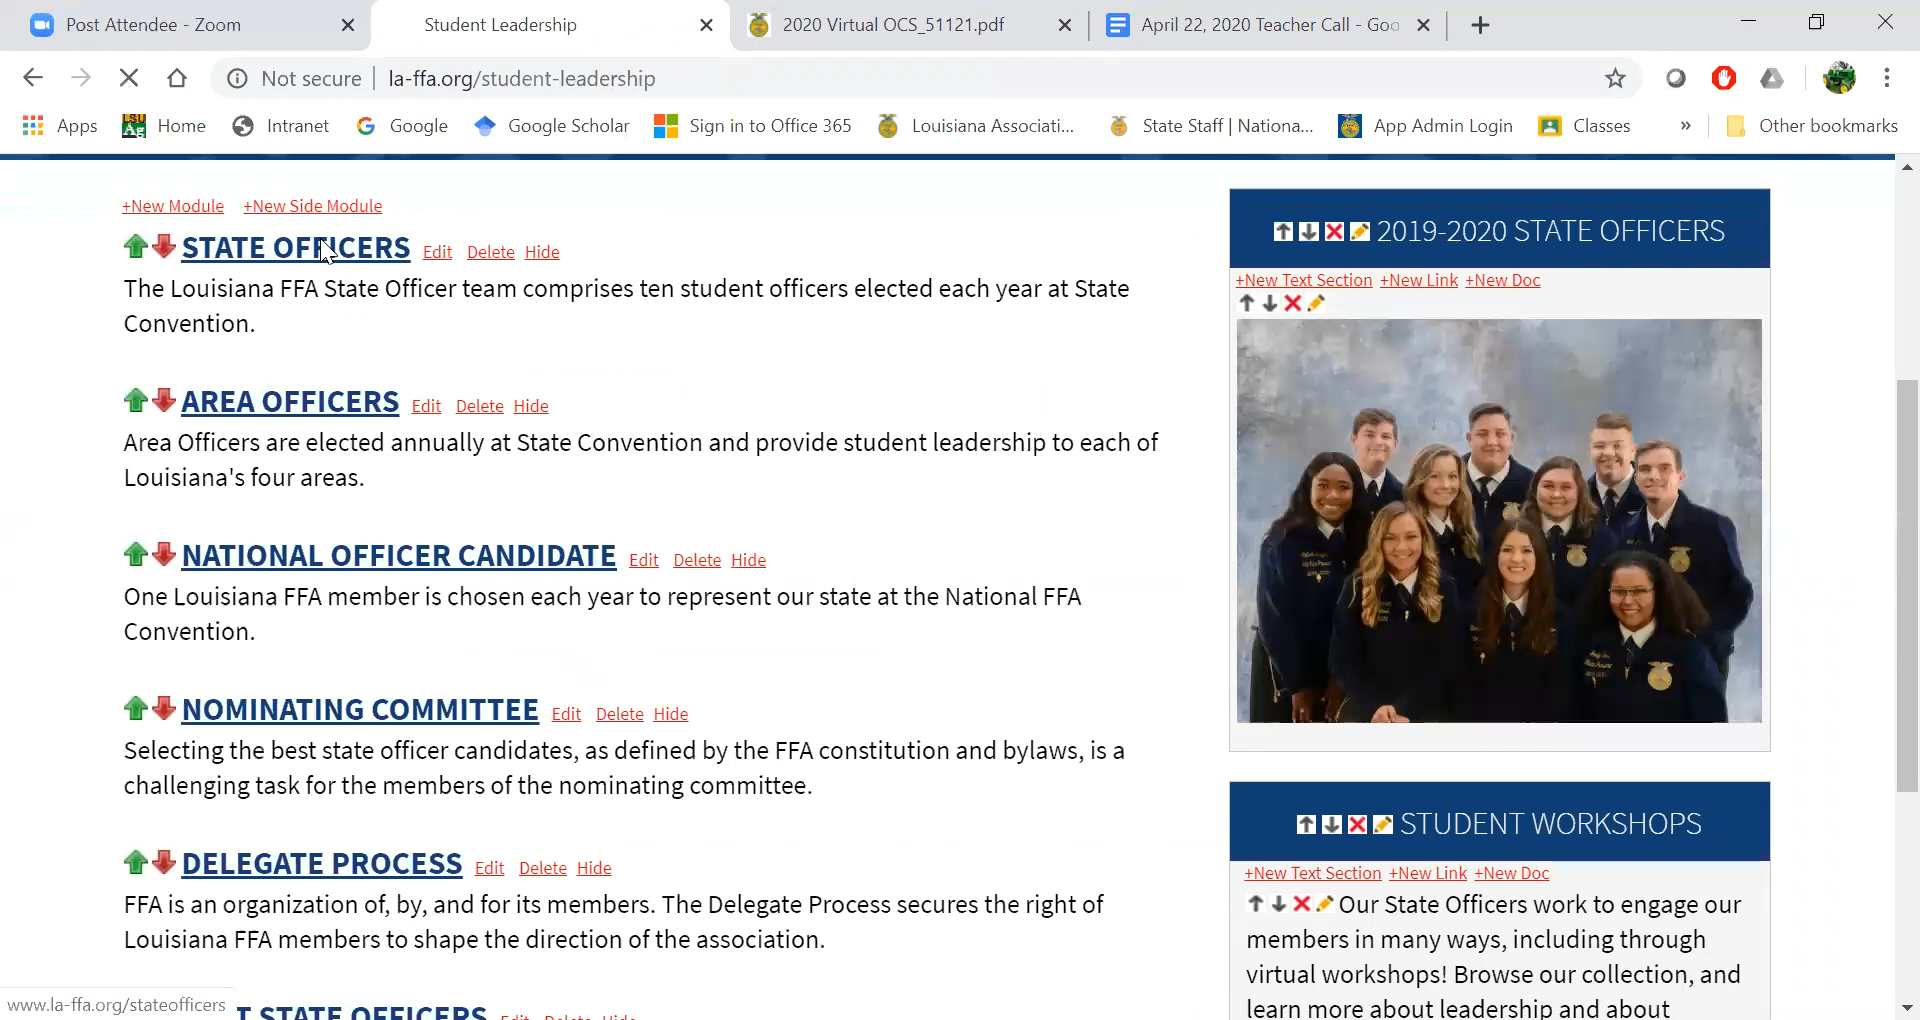 Post Attendee - Zoom
Student Leadership
2020 Virtual OCS_51121.pdf
April 22, 2020 Teacher Call - Goo
Not secure
la-ffa.org/student-leadership
Apps
LSU Ag
Home
Intranet
Google
Google Scholar
Sign in to Office 365
Louisiana Associati...
State Staff | Nationa...
App Admin Login
Classes
»
Other bookmarks
+New Module +New Side Module
STATE OFFICERS Edit Delete Hide
The Louisiana FFA State Officer team comprises ten student officers elected each year at State
Convention.
AREA OFFICERS Edit Delete Hide
Area Officers are elected annually at State Convention and provide student leadership to each of
Louisiana's four areas.
NATIONAL OFFICER CANDIDATE Edit Delete Hide
One Louisiana FFA member is chosen each year to represent our state at the National FFA
Convention.
NOMINATING COMMITTEE Edit Delete Hide
Selecting the best state officer candidates, as defined by the FFA constitution and bylaws, is a
challenging task for the members of the nominating committee.
DELEGATE PROCESS Edit Delete Hide
FFA is an organization of, by, and for its members. The Delegate Process secures the right of
Louisiana FFA members to shape the direction of the association.
T STATE OFFICERS Edit Delete Hide
www.la-ffa.org/stateofficers
2019-2020 STATE OFFICERS
+New Text Section +New Link +New Doc
STUDENT WORKSHOPS
+New Text Section +New Link +New Doc
Our State Officers work to engage our
members in many ways, including through
virtual workshops! Browse our collection, and
learn more about leadership and about